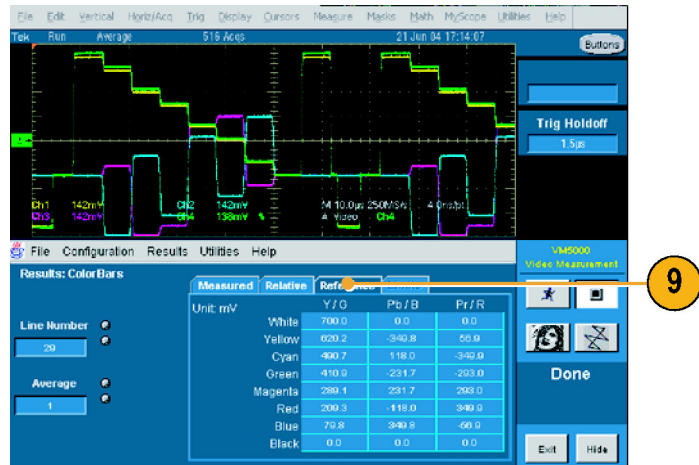 File Edit Vertical Horiz/Acq Trig Display Cursors Measure Masks Math MyScope Utilities Help
Tek Run Average 516 Acqs 21 Jun 04 17:14:07
Buttons
Trig Holdoff
1.5µs
Ch1 142mV Ch2 142mV M 10.0µs 250MS/s 4.0ns/pt
Ch3 142mV Ch4 138mV A Video Ch4
File Configuration Results Utilities Help
VM5000
Video Measurement
Results: ColorBars
Measured Relative Reference
9
Unit: mV Y/G Pb/B Pr/R
White 700.0 0.0 0.0
Line Number
Yellow 620.2 -349.8 56.9
29
Cyan 490.7 118.0 -349.9
Green 410.9 -231.7 -293.0
Done
Average
Magenta 289.1 231.7 293.0
1
Red 209.3 -118.0 349.9
Blue 79.8 349.8 -56.9
Black 0.0 0.0 0.0
Exit Hide